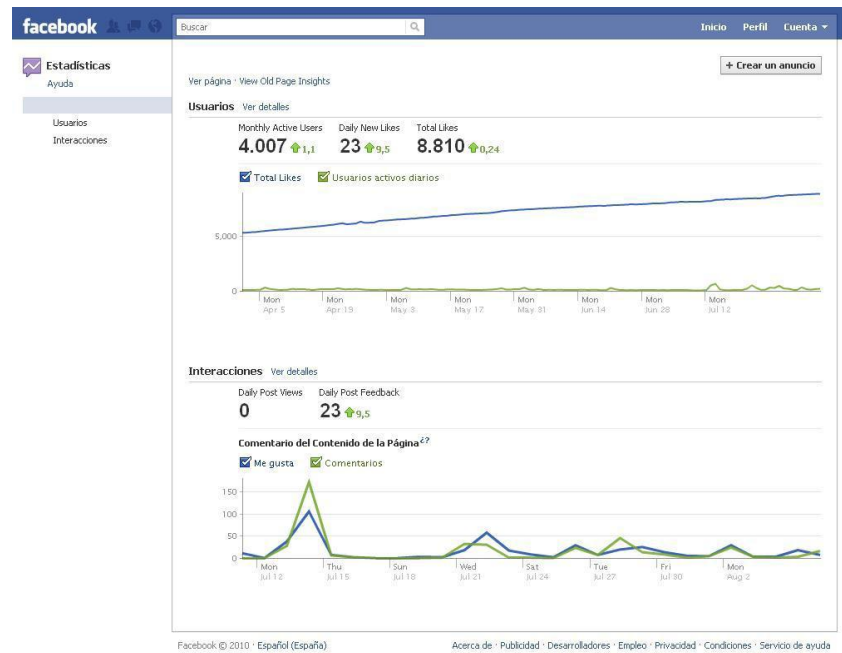 facebook Buscar Inicio Perfil Cuenta
Estadísticas
Ayuda
Usuarios
Interacciones
+ Crear un anuncio
Ver página · View Old Page Insights
Usuarios Ver detalles
Monthly Active Users Daily New Likes Total Likes
4.007 1,1 23 9,5 8.810 0,24
Total Likes Usuarios activos diarios
5,000
0
Mon Mon Mon Mon Mon Mon Mon Mon
Apr 5 Apr 19 May 3 May 17 May 31 Jun 14 Jun 28 Jul 12
Interacciones Ver detalles
Daily Post Views Daily Post Feedback
0 23 9,5
Comentario del Contenido de la Página¿?
Me gusta Comentarios
150
100
50
0
Mon Thu Sun Wed Sat Tue Fri Mon
Jul 12 Jul 15 Jul 18 Jul 21 Jul 24 Jul 27 Jul 30 Aug 2
Facebook © 2010 · Español (España) Acerca de · Publicidad · Desarrolladores · Empleo · Privacidad · Condiciones · Servicio de ayuda